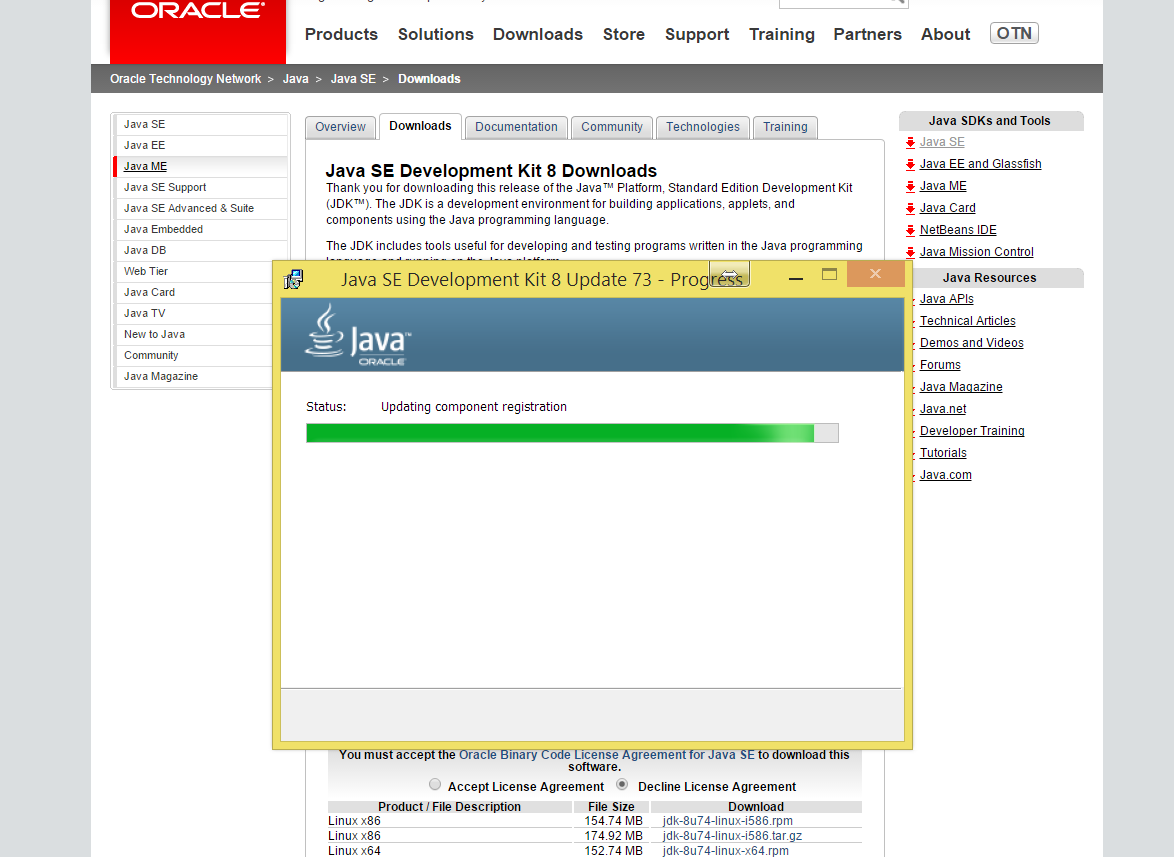 ORACLE®
Products Solutions Downloads Store Support Training Partners About OTN
Oracle Technology Network > Java > Java SE > Downloads
Java SE
Java EE
Java ME
Java SE Support
Java SE Advanced & Suite
Java Embedded
Java DB
Web Tier
Java Card
Java TV
New to Java
Community
Java Magazine
Overview Downloads Documentation Community Technologies Training
Java SE Development Kit 8 Downloads
Thank you for downloading this release of the Java™ Platform, Standard Edition Development Kit
(JDK™). The JDK is a development environment for building applications, applets, and
components using the Java programming language.
The JDK includes tools useful for developing and testing programs written in the Java programming
Java SE Development Kit 8 Update 73 - Progress
Java™
ORACLE
Status: Updating component registration
You must accept the Oracle Binary Code License Agreement for Java SE to download this
software.
Accept License Agreement Decline License Agreement
Product / File Description File Size Download
Linux x86 154.74 MB jdk-8u74-linux-i586.rpm
Linux x86 174.92 MB jdk-8u74-linux-i586.tar.gz
Linux x64 152.74 MB jdk-8u74-linux-x64.rpm
Java SDKs and Tools
Java SE
Java EE and Glassfish
Java ME
Java Card
NetBeans IDE
Java Mission Control
Java Resources
Java APIs
Technical Articles
Demos and Videos
Forums
Java Magazine
Java.net
Developer Training
Tutorials
Java.com